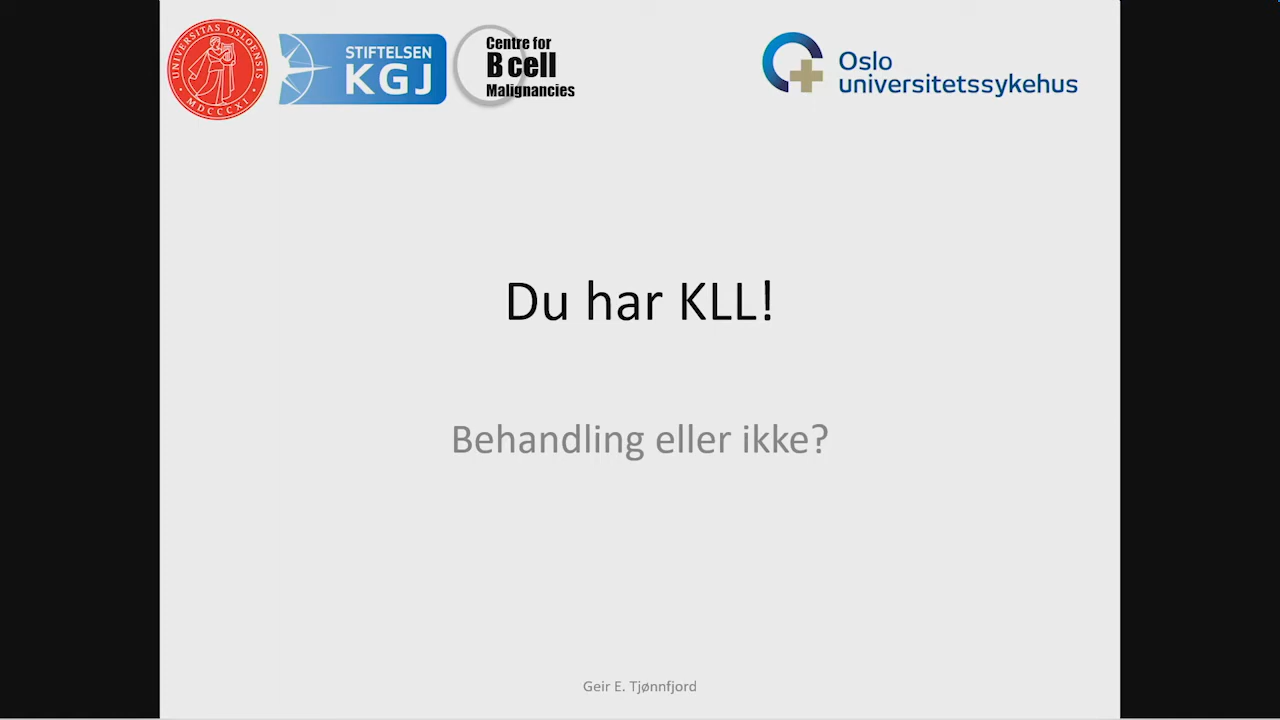 UNIVERSITAS OSLOENSIS
MDCCCXI
STIFTELSEN
KGJ
Centre for
B cell
Malignancies
Oslo
universitetssykehus
Du har KLL!
Behandling eller ikke?
Geir E. Tjønnfjord